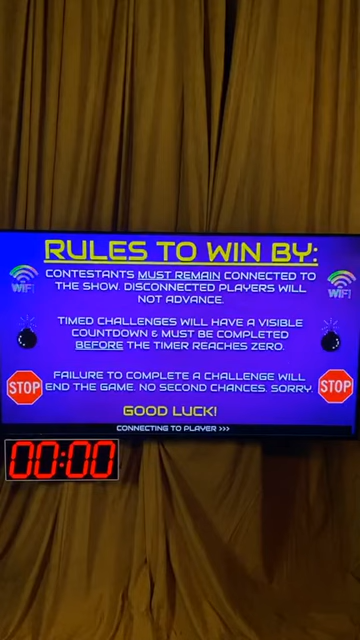 RULES TO WIN BY:
CONTESTANTS MUST REMAIN CONNECTED TO
THE SHOW. DISCONNECTED PLAYERS WILL
NOT ADVANCE.
WiFi
WiFi
TIMED CHALLENGES WILL HAVE A VISIBLE
COUNTDOWN & MUST BE COMPLETED
BEFORE THE TIMER REACHES ZERO.
FAILURE TO COMPLETE A CHALLENGE WILL
END THE GAME. NO SECOND CHANCES. SORRY.
STOP
STOP
GOOD LUCK!
CONNECTING TO PLAYER >>>
00:00